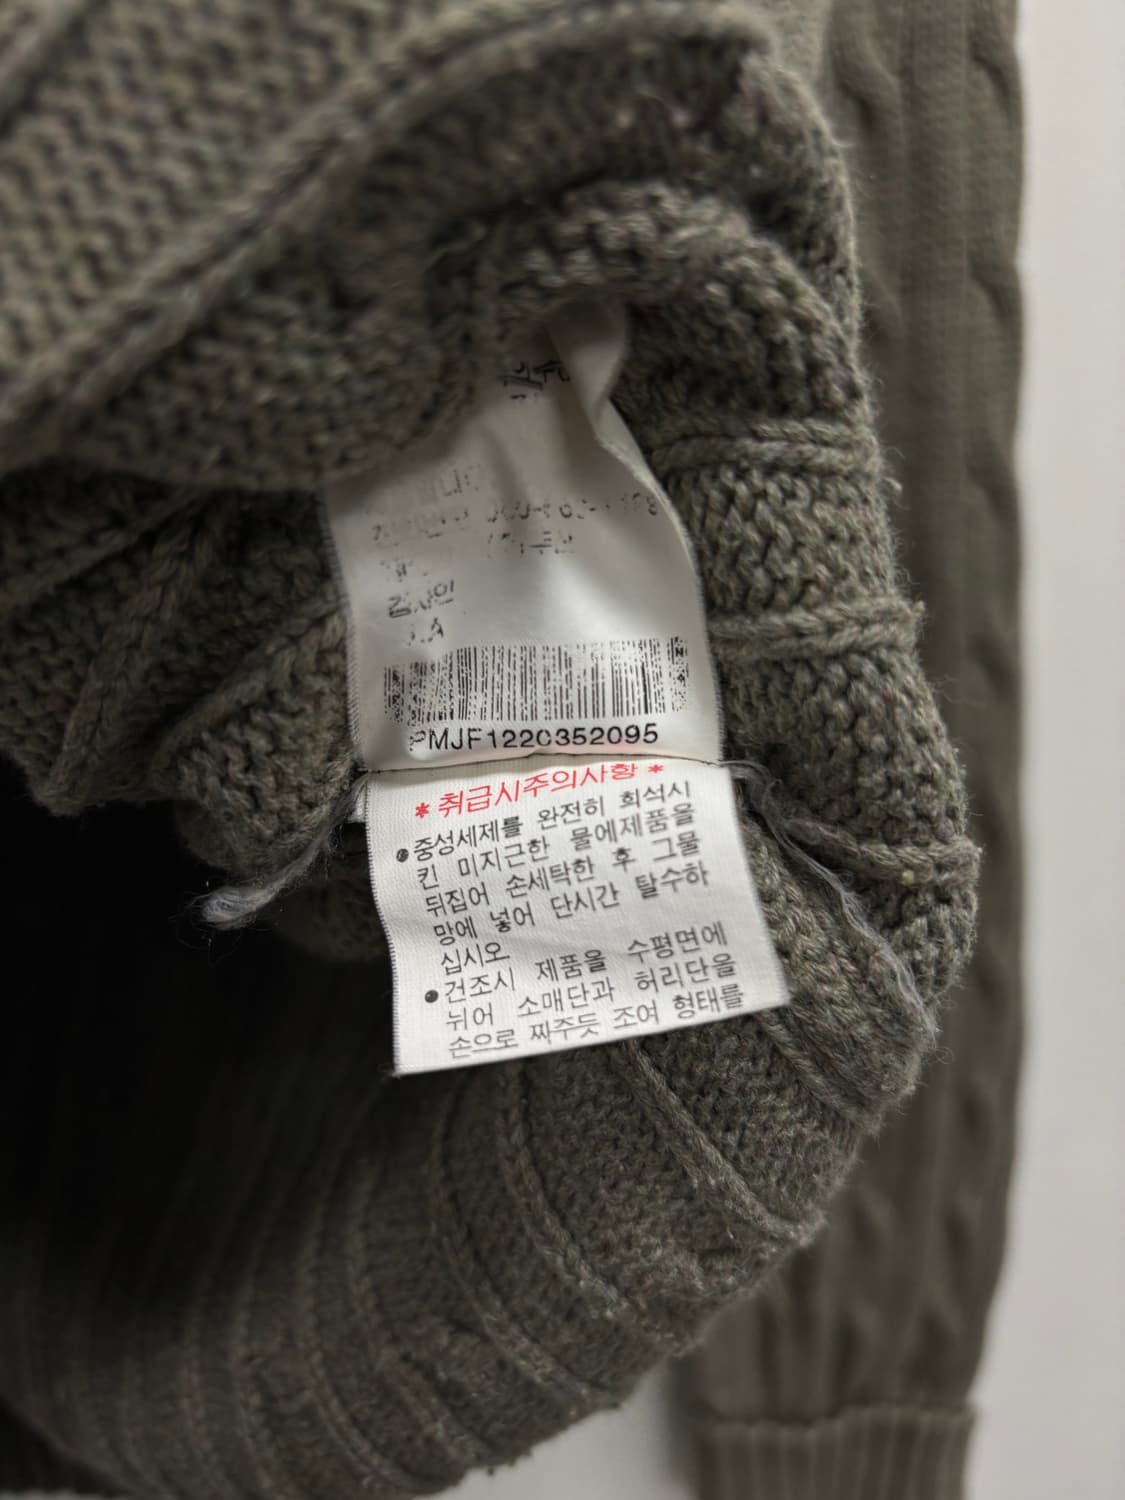 PMJF1220352095
* 취급시주의사항 *
● 중성세제를 완전히 희석시
킨 미지근한 물에제품을
뒤집어 손세탁한 후 그물
망에 넣어 단시간 탈수하
십시오
● 건조시 제품을 수평면에
뉘어 소매단과 허리단을
손으로 짜주듯 조여 형태를